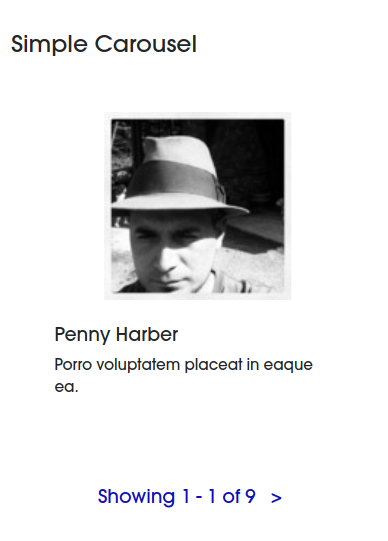 Simple Carousel
Penny Harber
Porro voluptatem placeat in eaque
ea.
Showing 1 - 1 of 9 >